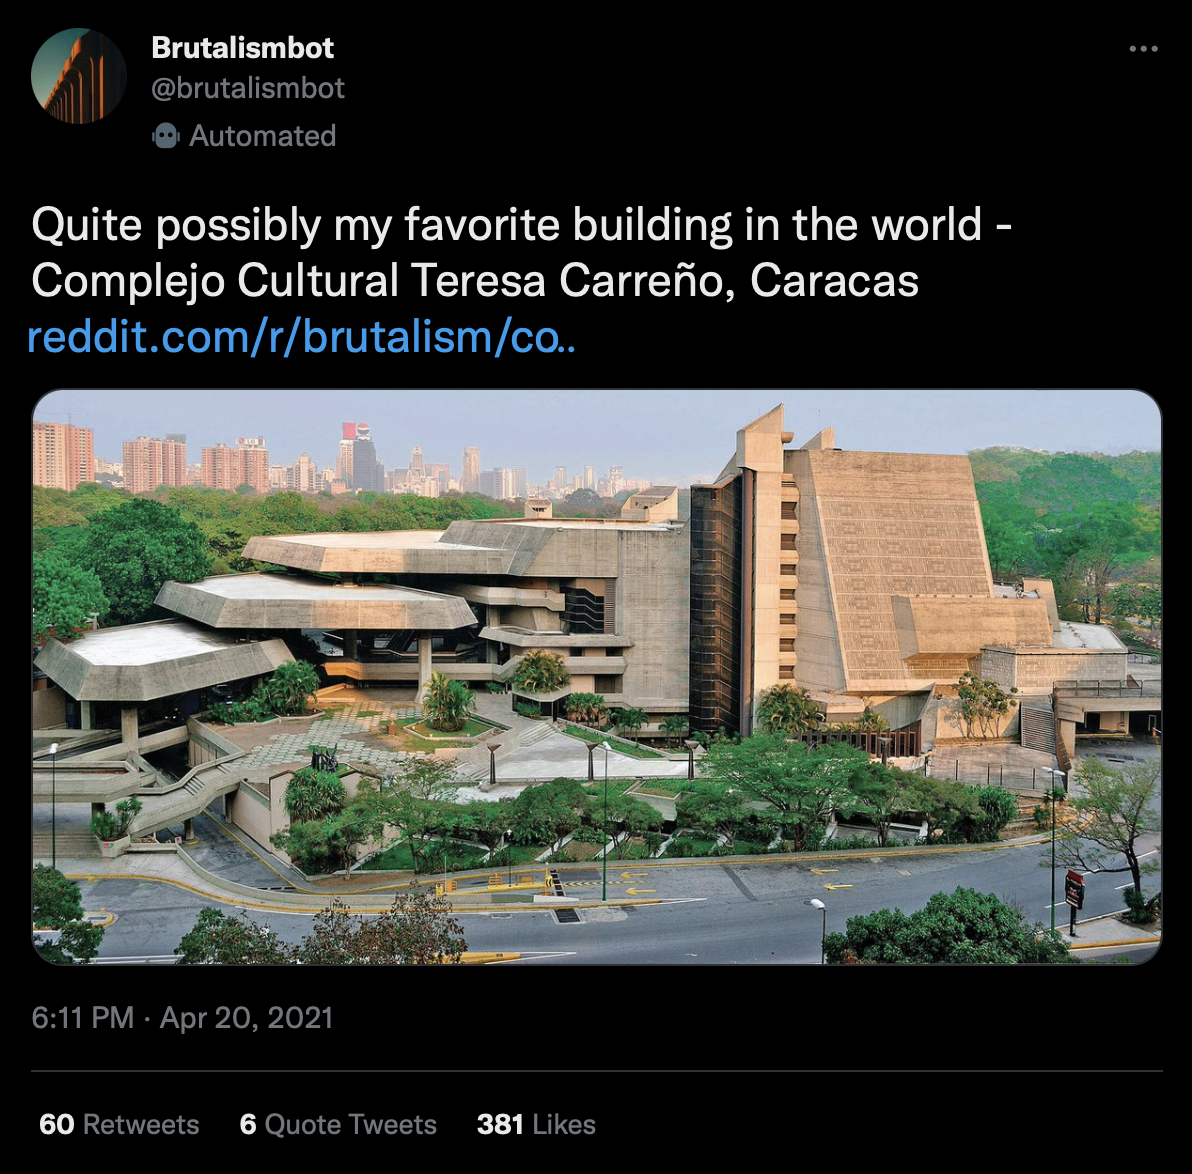 Brutalismbot
@brutalismbot
Automated
Quite possibly my favorite building in the world -
Complejo Cultural Teresa Carreño, Caracas
reddit.com/r/brutalism/co..
6:11 PM · Apr 20, 2021
60 Retweets 6 Quote Tweets 381 Likes